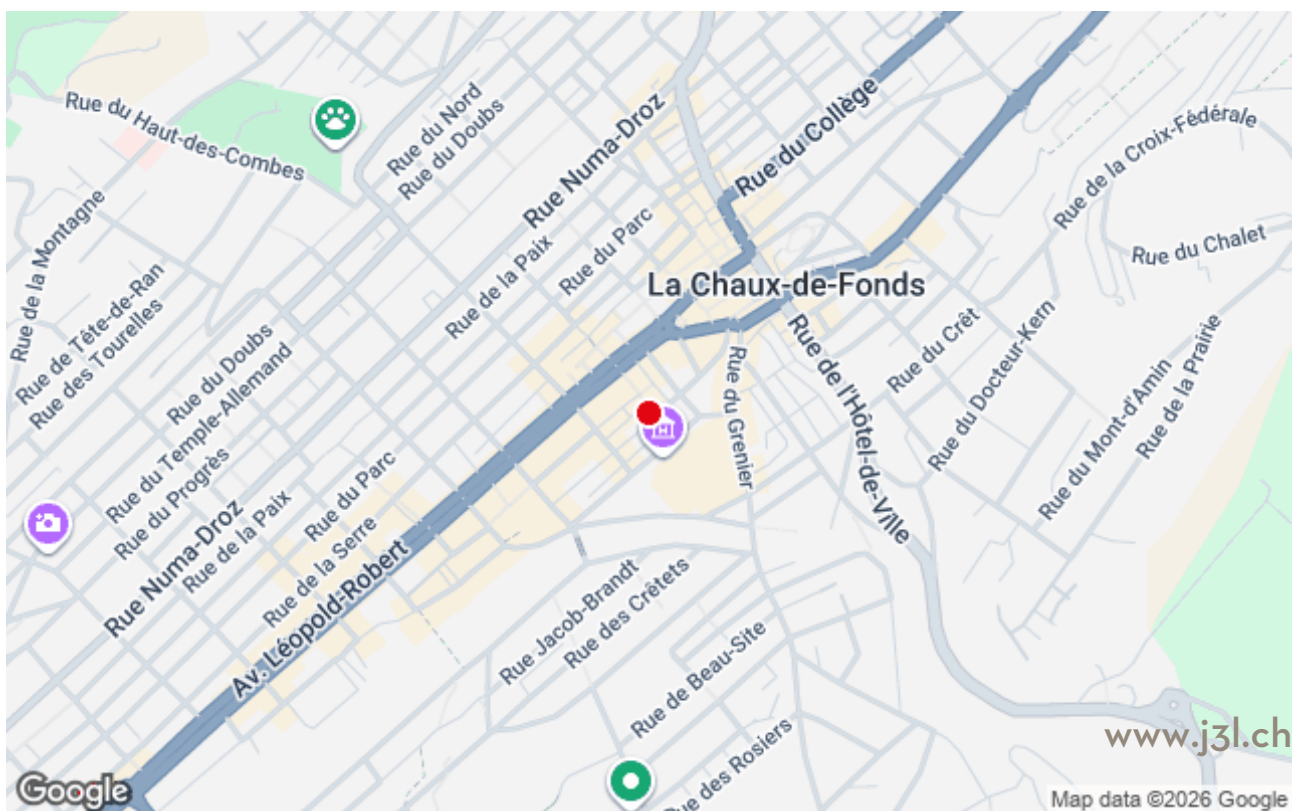 Rue du Haut-des-Combes
Rue du Nord
Rue du Doubs
Rue Numa-Droz
Rue du Collège
Rue de la Croix-Fédérale
Rue de la Montagne
Rue de la Paix
Rue du Parc
Rue du Chalet
La Chaux-de-Fonds
Rue de Tête-de-Ran
Rue des Tourelles
Rue du Doubs
Rue du Temple-Allemand
Rue du Progrès
Rue Numa-Droz
Rue de la Paix
Rue du Parc
Rue de la Serre
Av. Léopold-Robert
Rue du Grenier
Rue de l'Hôtel-de-Ville
Rue du Crêt
Rue du Docteur-Kern
Rue du Mont-d'Amin
Rue de la Prairie
Rue Jacob-Brandt
Rue des Crêtets
Rue de Beau-Site
Rue des Rosiers
www.j3l.ch
Google
Map data ©2026 Google